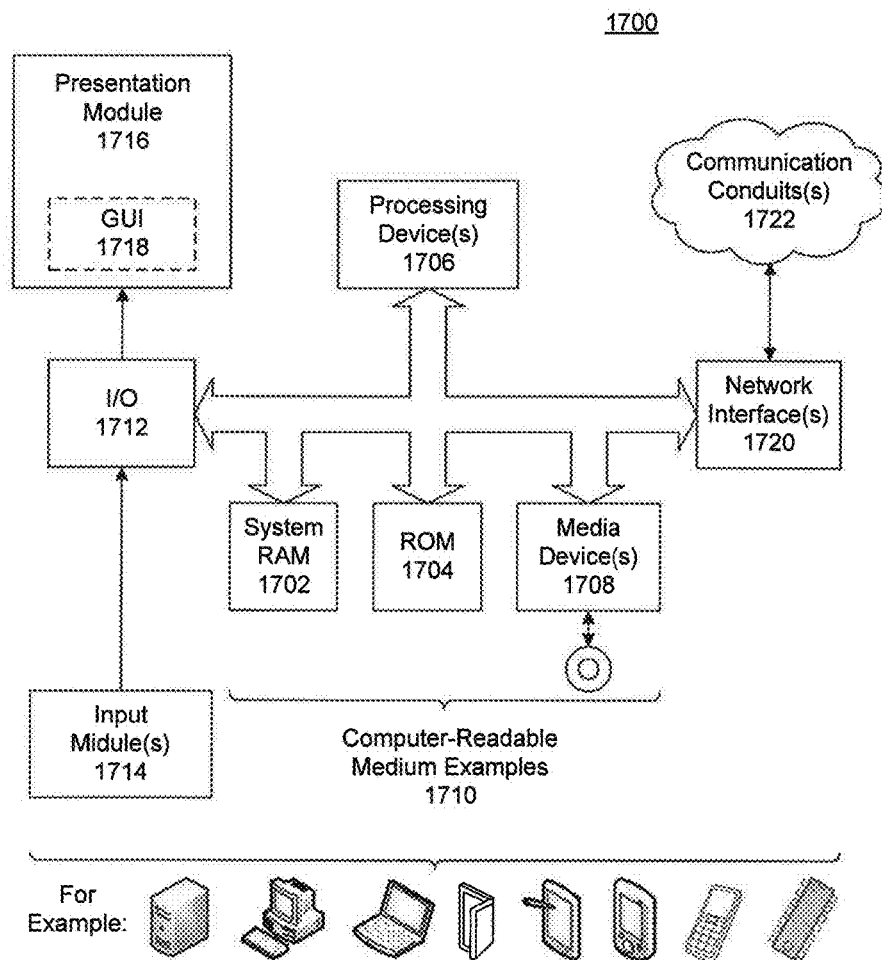 1700
Presentation
Module
1716
GUI
1718
Processing
Device(s)
1706
Communication
Conduits(s)
1722
I/O
1712
Network
Interface(s)
1720
System
RAM
1702
ROM
1704
Media
Device(s)
1708
Input
Midule(s)
1714
Computer-Readable
Medium Examples
1710
For
Example: